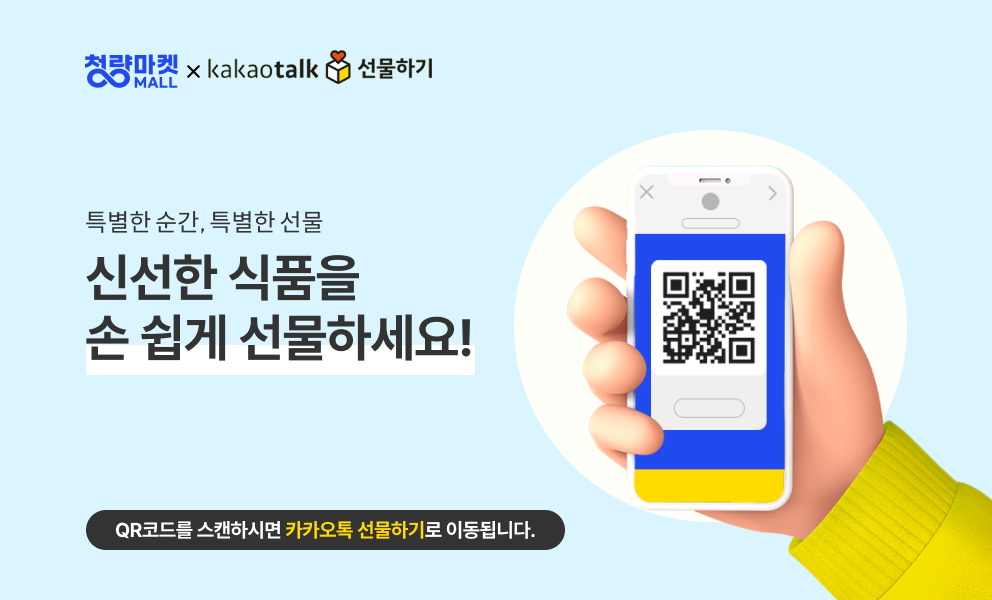 청량마켓
MALL
× kakaotalk 선물하기
특별한 순간, 특별한 선물
신선한 식품을
손 쉽게 선물하세요!
QR코드를 스캔하시면 카카오톡 선물하기로 이동됩니다.